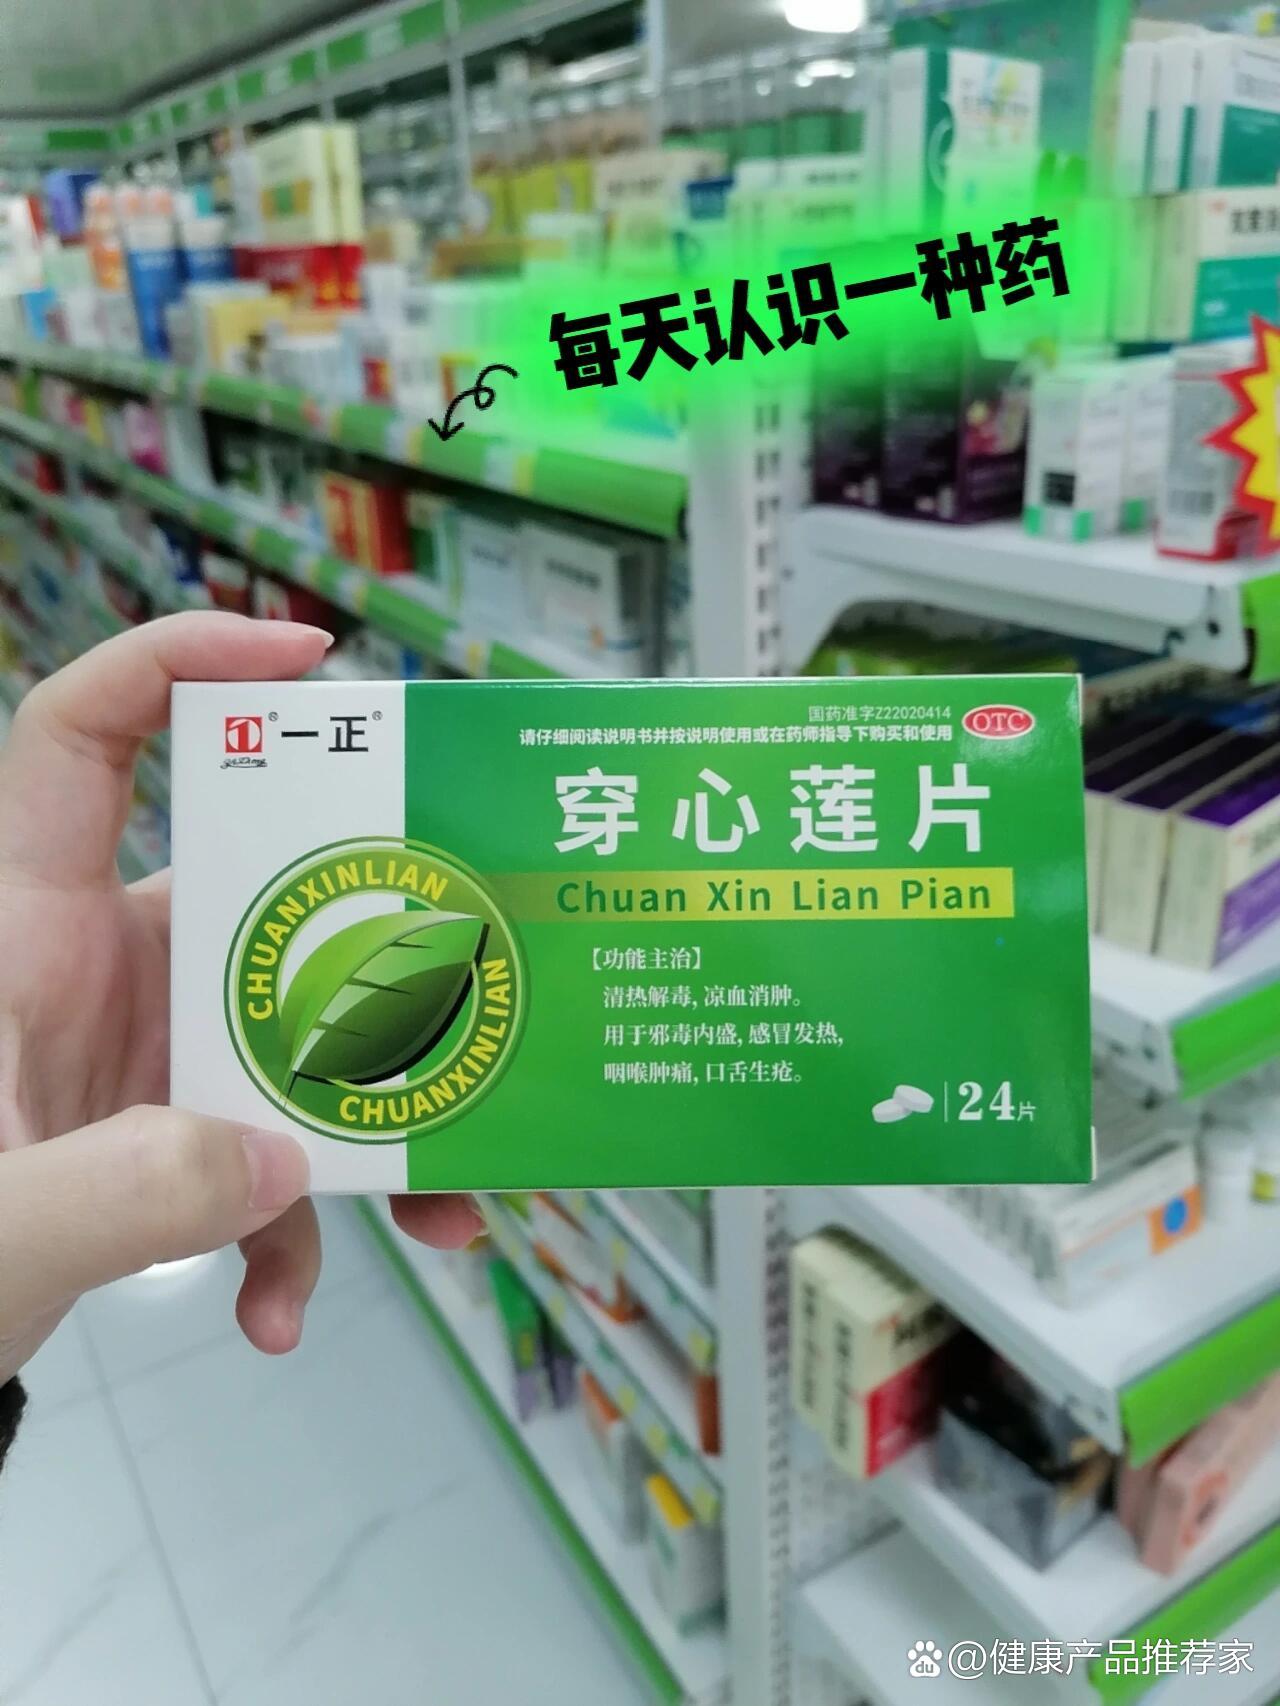 每天认识一种药
一正
国药准字Z22020414
OTC
请仔细阅读说明书并按说明使用或在药师指导下购买和使用
穿心莲片
Chuan Xin Lian Pian
CHUANXINLIAN
CHUANXINLIAN
【功能主治】
清热解毒,凉血消肿。
用于邪毒内盛,感冒发热,
咽喉肿痛,口舌生疮。
24片
@健康产品推荐家